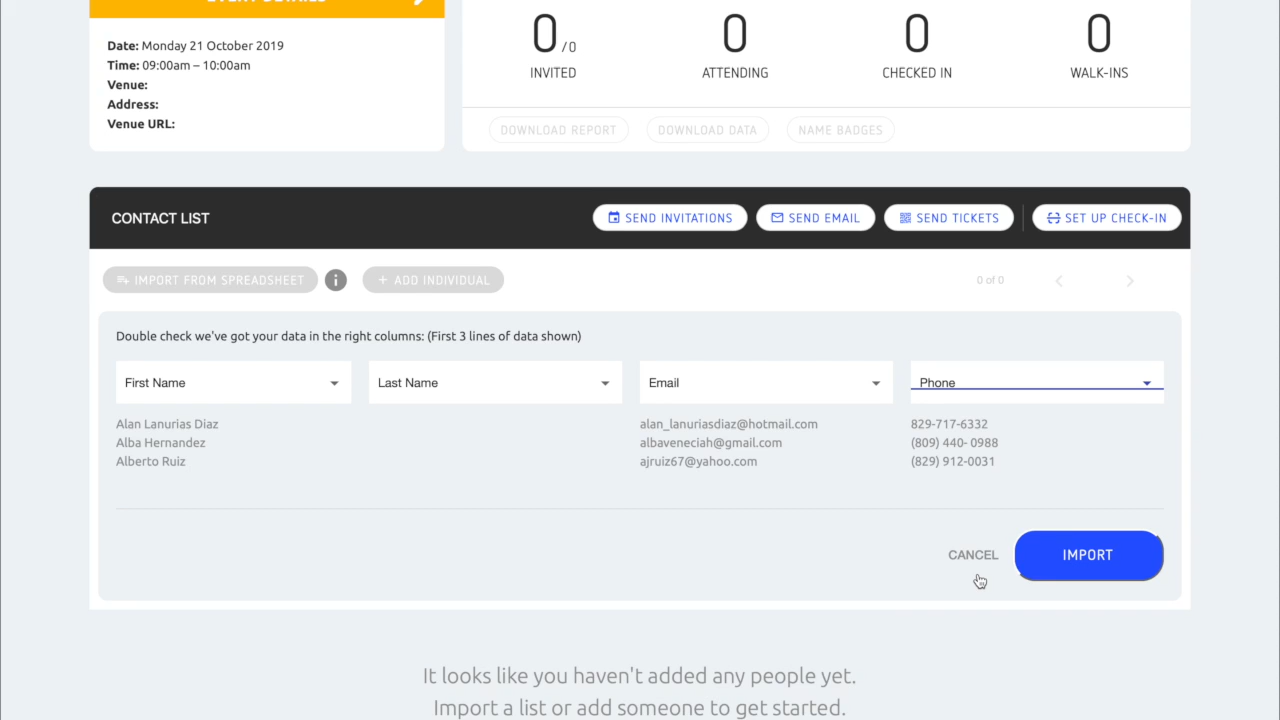 EVENT DETAILS
Date: Monday 21 October 2019
Time: 09:00am – 10:00am
Venue:
Address:
Venue URL:
0 /0
INVITED
0
ATTENDING
0
CHECKED IN
0
WALK-INS
DOWNLOAD REPORT
DOWNLOAD DATA
NAME BADGES
CONTACT LIST
SEND INVITATIONS
SEND EMAIL
SEND TICKETS
SET UP CHECK-IN
IMPORT FROM SPREADSHEET
i
+ ADD INDIVIDUAL
0 of 0
Double check we've got your data in the right columns: (First 3 lines of data shown)
First Name
Last Name
Email
Phone
Alan Lanurias Diaz alan_lanuriasdiaz@hotmail.com 829-717-6332
Alba Hernandez albaveneciah@gmail.com (809) 440- 0988
Alberto Ruiz ajruiz67@yahoo.com (829) 912-0031
CANCEL
IMPORT
It looks like you haven't added any people yet.
Import a list or add someone to get started.